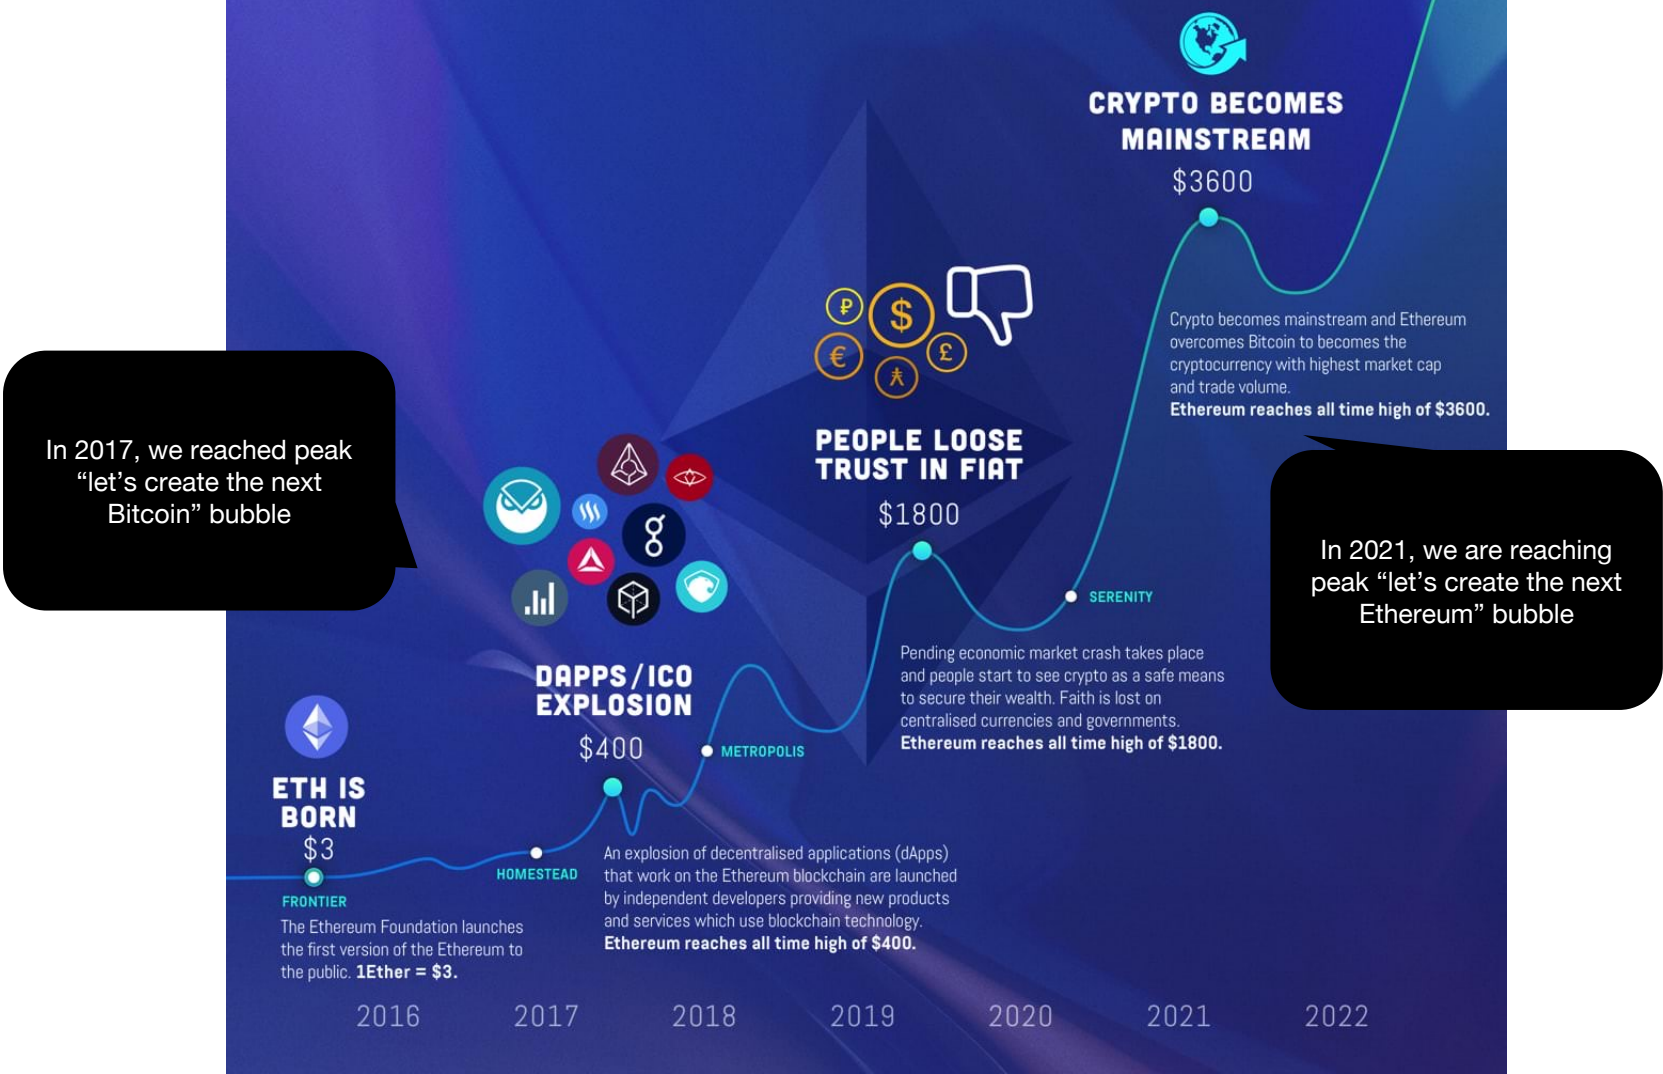 CRYPTO BECOMES
MAINSTREAM
$3600
Crypto becomes mainstream and Ethereum
overcomes Bitcoin to becomes the
cryptocurrency with highest market cap
and trade volume.
Ethereum reaches all time high of $3600.
In 2017, we reached peak
“let’s create the next
Bitcoin” bubble
PEOPLE LOOSE
TRUST IN FIAT
$1800
In 2021, we are reaching
peak “let’s create the next
Ethereum” bubble
SERENITY
Pending economic market crash takes place
and people start to see crypto as a safe means
to secure their wealth. Faith is lost on
centralised currencies and governments.
Ethereum reaches all time high of $1800.
DAPPS/ICO
EXPLOSION
$400
METROPOLIS
ETH IS
BORN
$3
HOMESTEAD
An explosion of decentralised applications (dApps)
that work on the Ethereum blockchain are launched
by independent developers providing new products
and services which use blockchain technology.
Ethereum reaches all time high of $400.
FRONTIER
The Ethereum Foundation launches
the first version of the Ethereum to
the public. 1Ether = $3.
2016 2017 2018 2019 2020 2021 2022